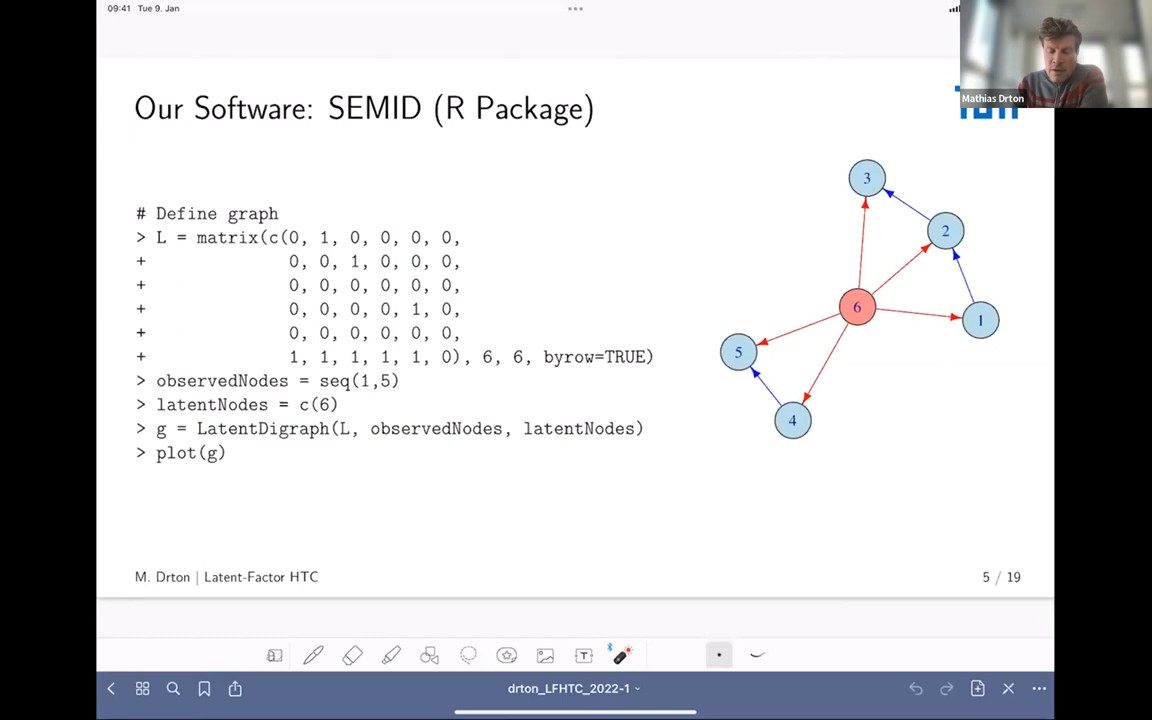 09:41 Tue 9. Jan
Mathias Drton
Our Software: SEMID (R Package)
# Define graph
> L = matrix(c(0, 1, 0, 0, 0, 0,
+ 0, 0, 1, 0, 0, 0,
+ 0, 0, 0, 0, 0, 0,
+ 0, 0, 0, 0, 1, 0,
+ 0, 0, 0, 0, 0, 0,
+ 1, 1, 1, 1, 1, 0), 6, 6, byrow=TRUE)
> observedNodes = seq(1,5)
> latentNodes = c(6)
> g = LatentDigraph(L, observedNodes, latentNodes)
> plot(g)
3
2
6
1
5
4
M. Drton | Latent-Factor HTC
5 / 19
T
drton_LFHTC_2022-1